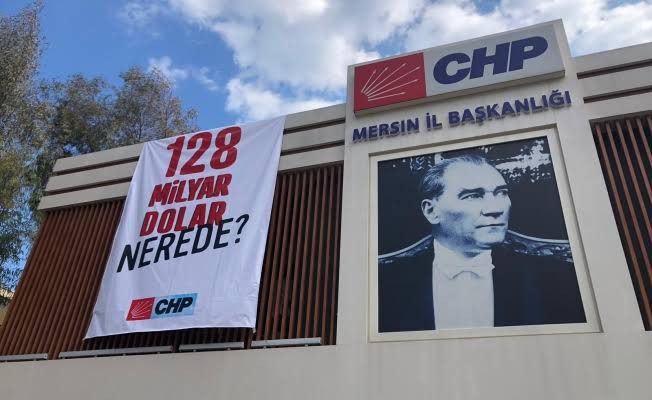 128
MİLYAR
DOLAR
NEREDE?
CHP
CHP
MERSİN İL BAŞKANLIĞI